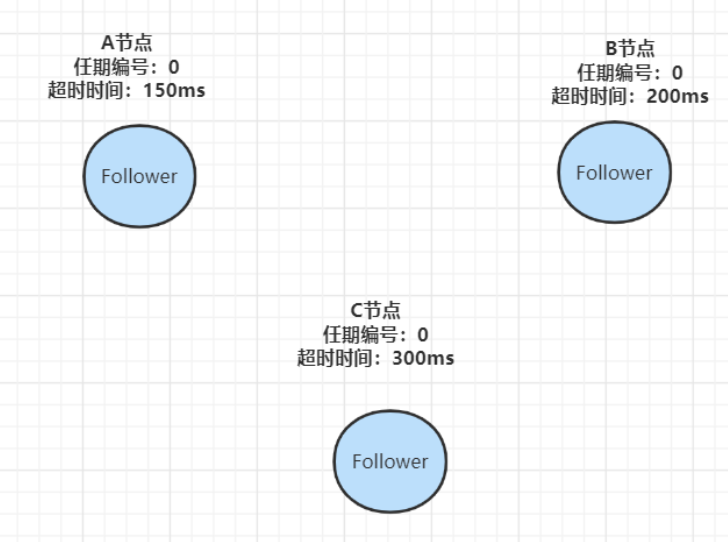 A节点
任期编号：0
超时时间：150ms
Follower
B节点
任期编号：0
超时时间：200ms
Follower
C节点
任期编号：0
超时时间：300ms
Follower